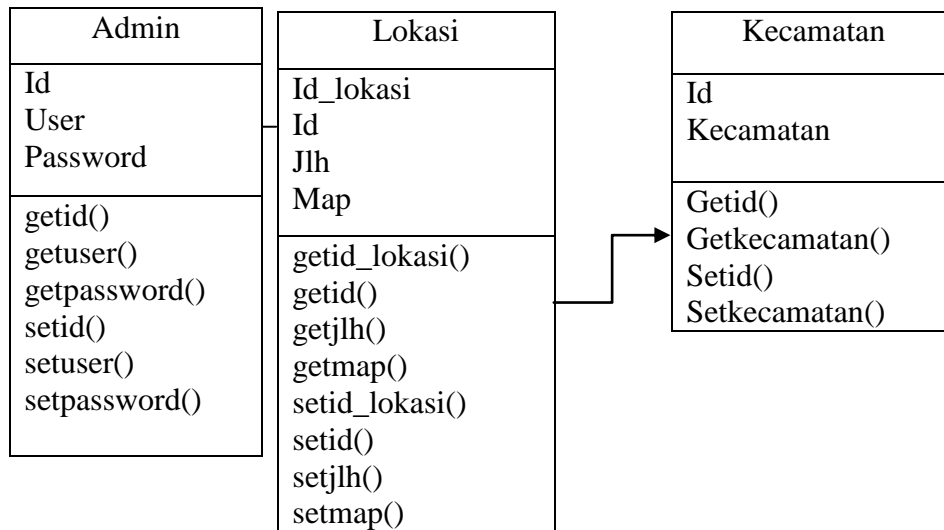 Admin
Id
User
Password
getid()
getuser()
getpassword()
setid()
setuser()
setpassword()
Lokasi
Id_lokasi
Id
Jlh
Map
getid_lokasi()
getid()
getjlh()
getmap()
setid_lokasi()
setid()
setjlh()
setmap()
Kecamatan
Id
Kecamatan
Getid()
Getkecamatan()
Setid()
Setkecamatan()